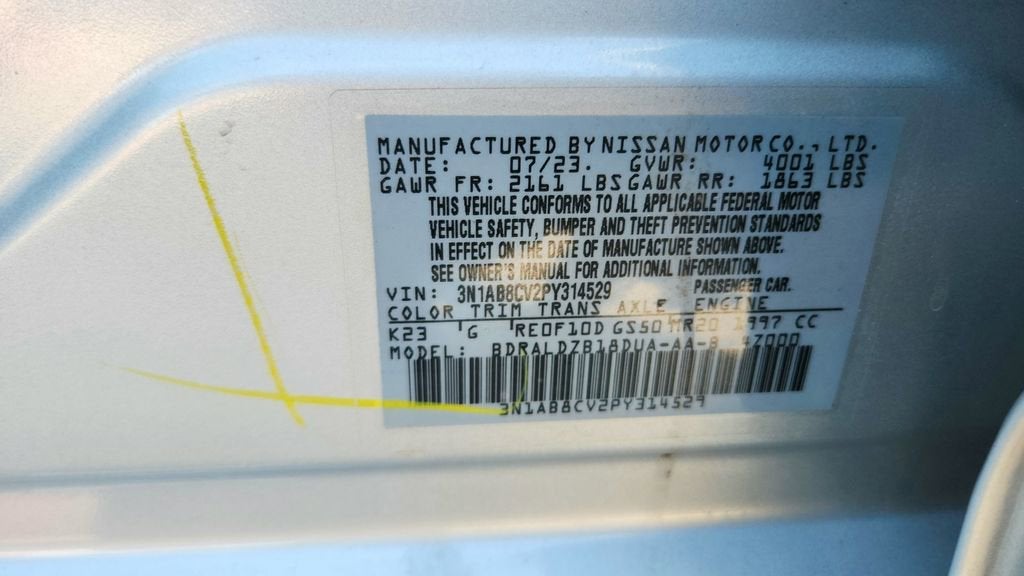 MANUFACTURED BY NISSAN MOTOR CO., LTD.
DATE: 07/23. GVWR: 4001 LBS
GAWR FR: 2161 LBS GAWR RR: 1863 LBS
THIS VEHICLE CONFORMS TO ALL APPLICABLE FEDERAL MOTOR
VEHICLE SAFETY, BUMPER AND THEFT PREVENTION STANDARDS
IN EFFECT ON THE DATE OF MANUFACTURE SHOWN ABOVE.
SEE OWNER'S MANUAL FOR ADDITIONAL INFORMATION.
VIN: 3N1AB8CV2PY314529 PASSENGER CAR.
COLOR TRIM TRANS AXLE ENGINE
K23 'G 'RE0F10D GS50 MR20 1997 CC
MODEL: BDRALDZB18DUA-AA-B 47000
3N1AB8CV2PY314529